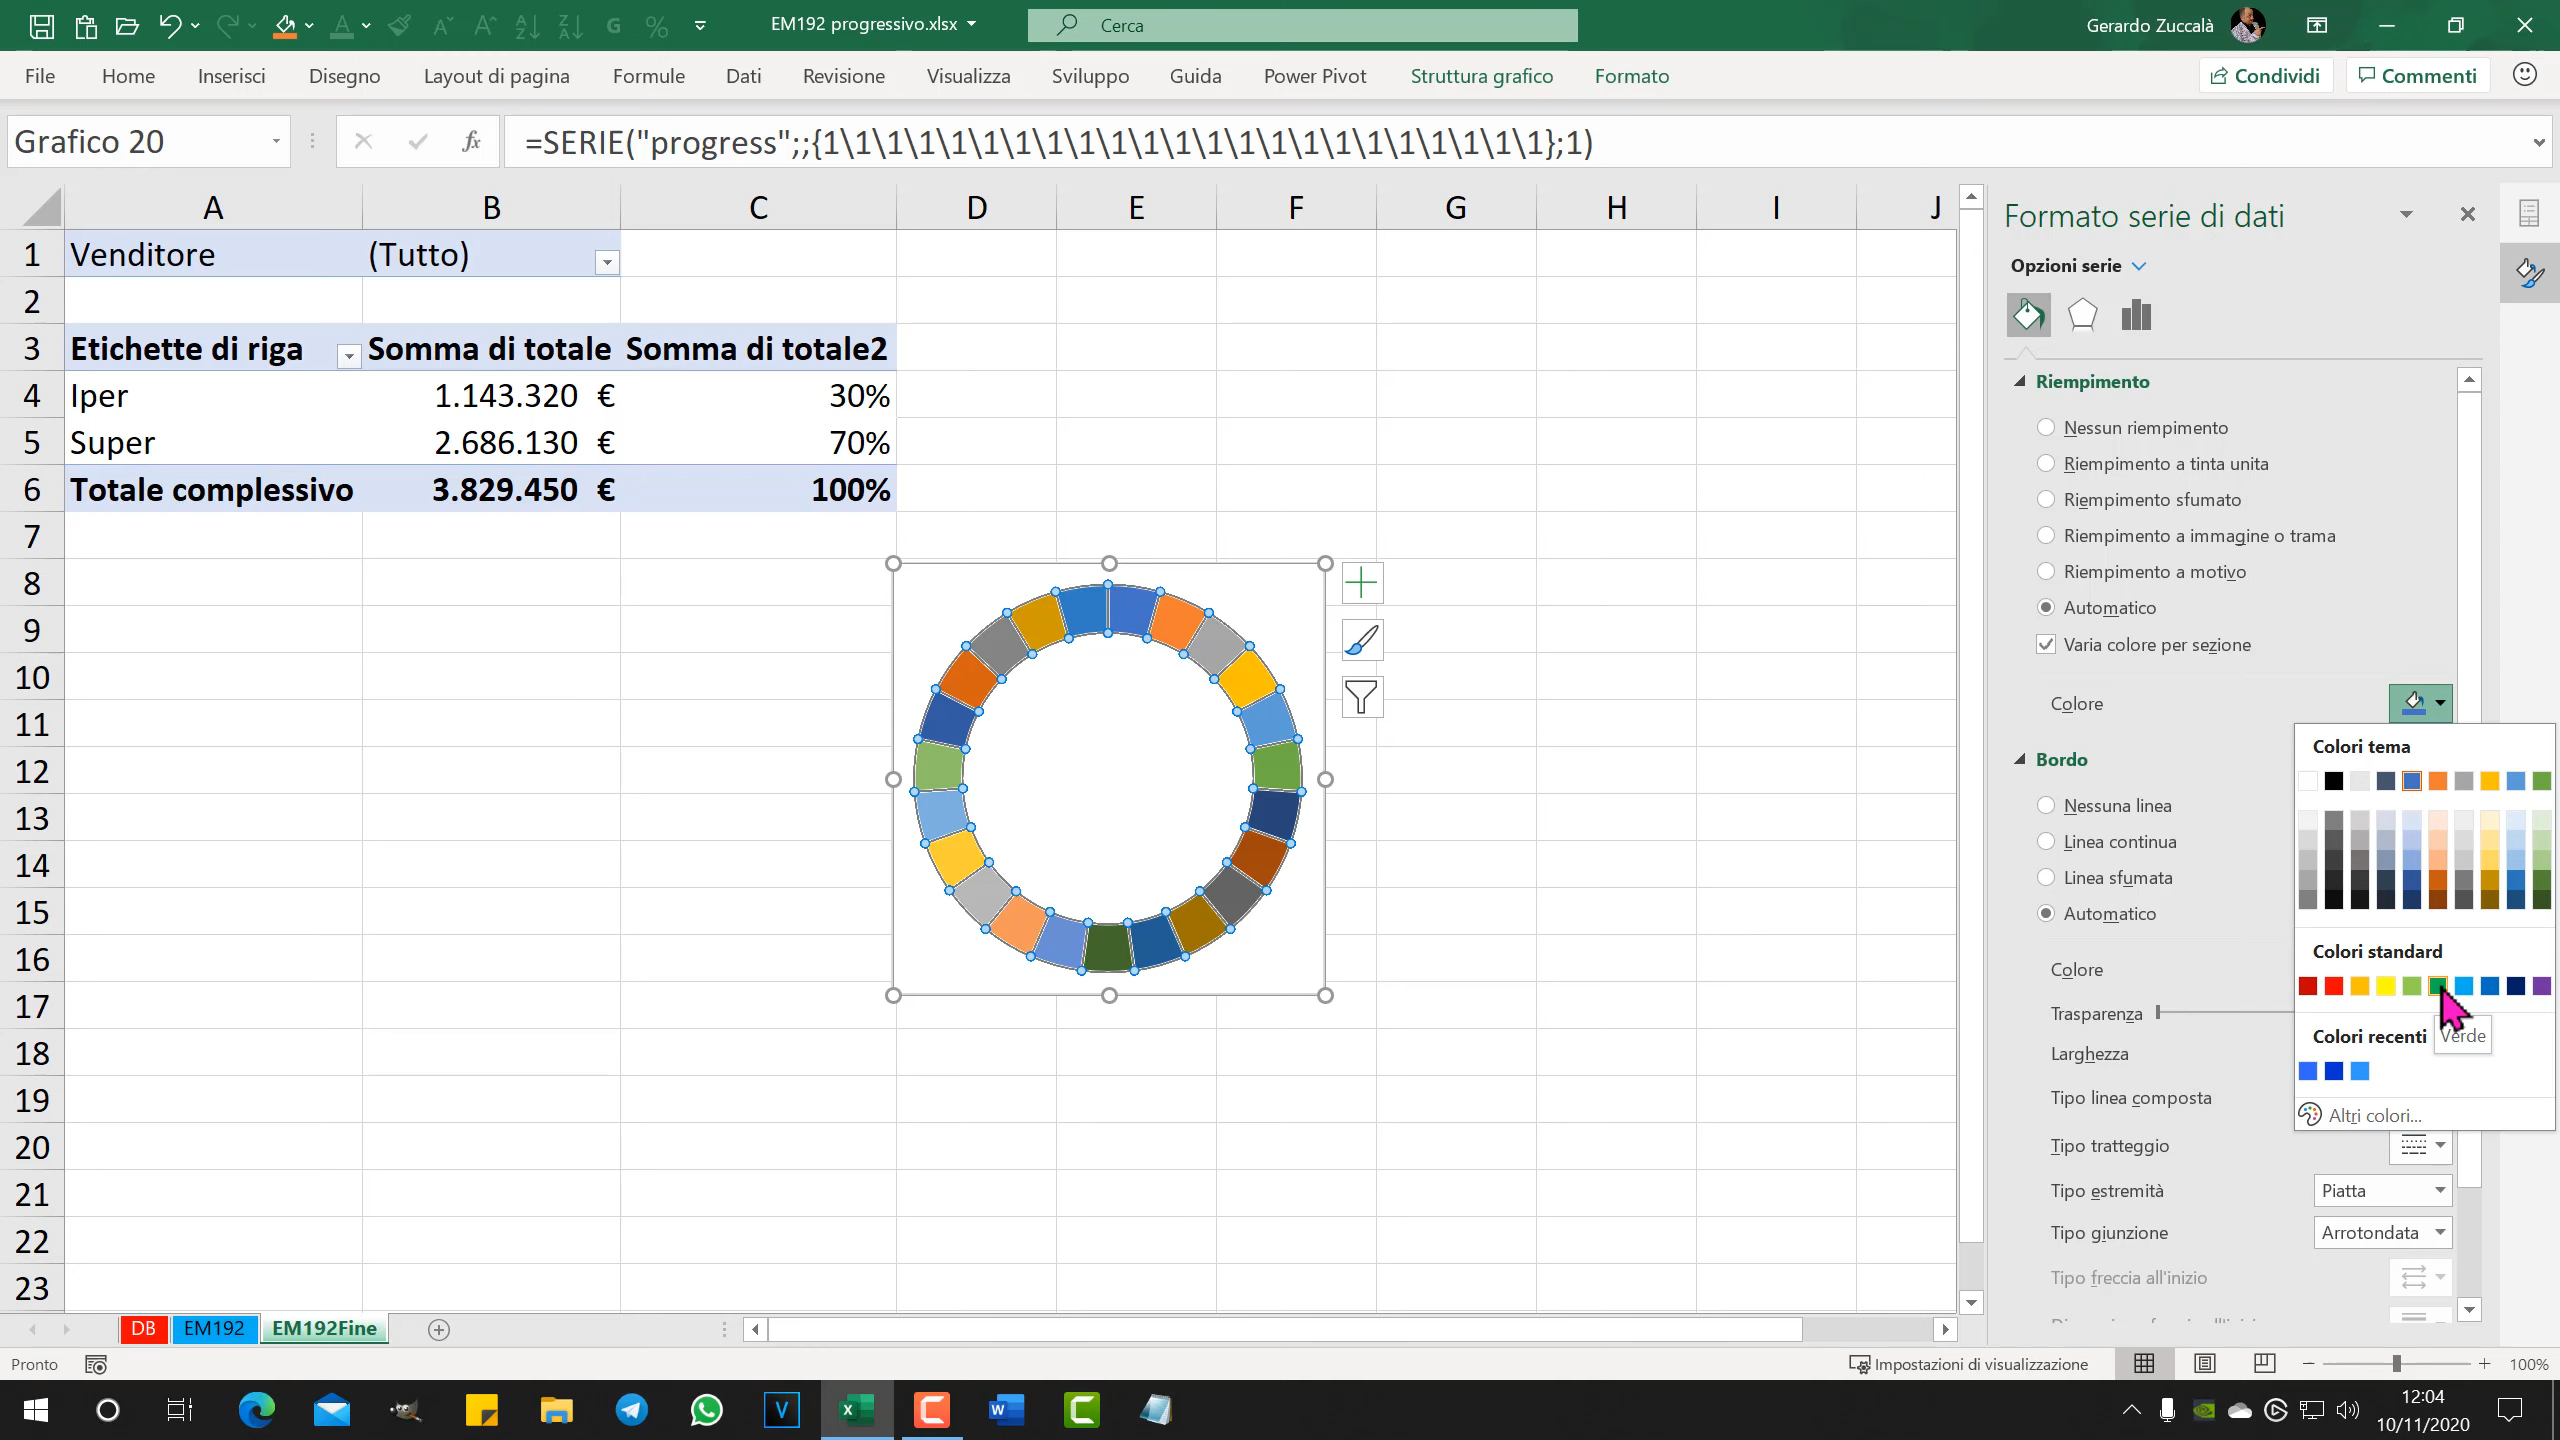 EM192 progressivo.xlsx
Cerca
Gerardo Zuccalà
File Home Inserisci Disegno Layout di pagina Formule Dati Revisione Visualizza Sviluppo Guida Power Pivot Struttura grafico Formato Condividi Commenti
Grafico 20
fx
=SERIE("progress";;{1\1\1\1\1\1\1\1\1\1\1\1\1\1\1\1\1\1\1\1\1\1\1};1)
A B C D E F G H I J
1 Venditore (Tutto)
2
3 Etichette di riga Somma di totale Somma di totale2
4 Iper 1.143.320 € 30%
5 Super 2.686.130 € 70%
6 Totale complessivo 3.829.450 € 100%
7
8
9
10
11
12
13
14
15
16
17
18
19
20
21
22
23
Formato serie di dati
Opzioni serie
Riempimento
Nessun riempimento
Riempimento a tinta unita
Riempimento sfumato
Riempimento a immagine o trama
Riempimento a motivo
Automatico
Varia colore per sezione
Colore
Bordo
Nessuna linea
Linea continua
Linea sfumata
Automatico
Colore
Trasparenza
Larghezza
Tipo linea composta
Tipo tratteggio
Tipo estremità Piatta
Tipo giunzione Arrotondata
Tipo freccia all'inizio
Colori tema
Colori standard
Colori recenti
Verde
Altri colori...
DB EM192 EM192Fine
Pronto
Impostazioni di visualizzazione
100%
12:04
10/11/2020